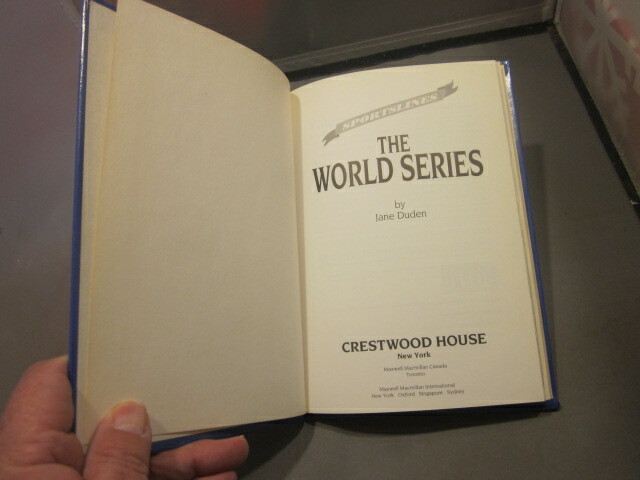 SPORTSLINES
THE
WORLD SERIES
by
Jane Duden
CRESTWOOD HOUSE
New York
Maxwell Macmillan Canada
Toronto
Maxwell Macmillan International
New York Oxford Singapore Sydney